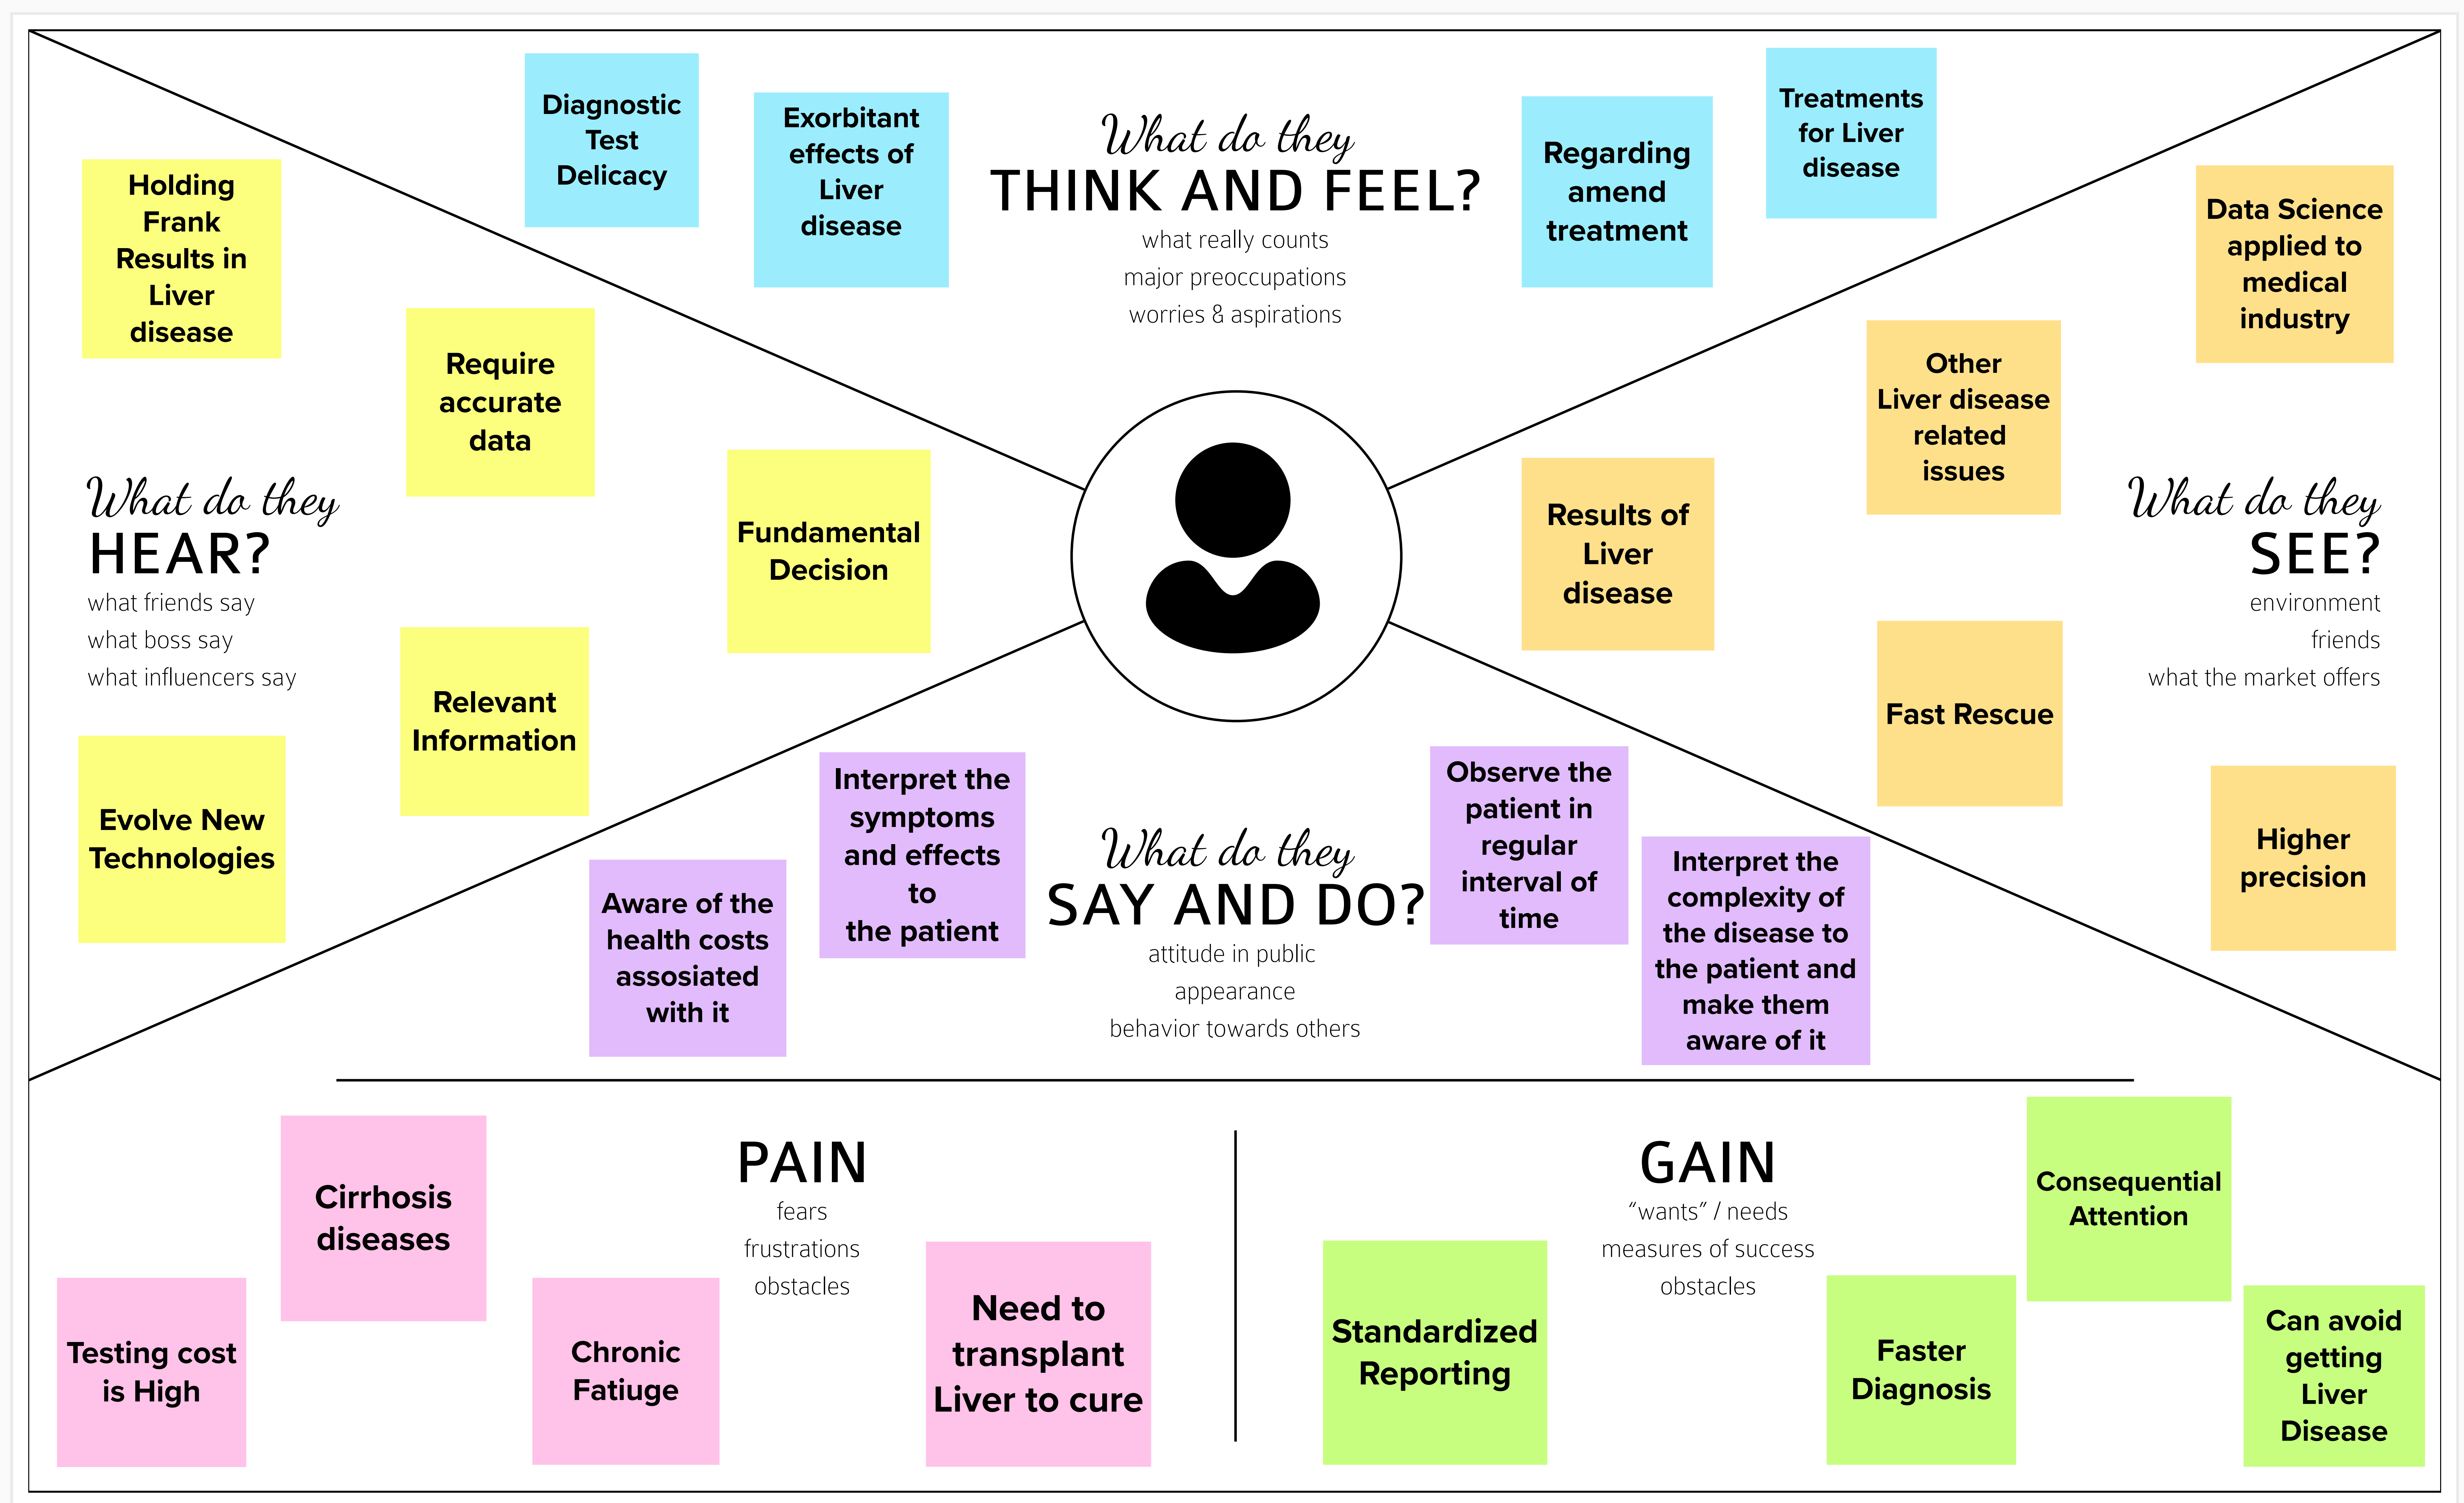 Diagnostic
Test
Delicacy
Exorbitant
effects of
Liver
disease
What do they
THINK AND FEEL?
what really counts
major preoccupations
worries & aspirations
Regarding
amend
treatment
Treatments
for Liver
disease
Holding
Frank
Results in
Liver
disease
Require
accurate
data
Fundamental
Decision
What do they
HEAR?
what friends say
what boss say
what influencers say
Relevant
Information
Evolve New
Technologies
Data Science
applied to
medical
industry
Other
Liver disease
related
issues
Results of
Liver
disease
What do they
SEE?
environment
friends
what the market offers
Fast Rescue
Higher
precision
Aware of the
health costs
assosiated
with it
Interpret the
symptoms
and effects
to
the patient
What do they
SAY AND DO?
attitude in public
appearance
behavior towards others
Observe the
patient in
regular
interval of
time
Interpret the
complexity of
the disease to
the patient and
make them
aware of it
PAIN
fears
frustrations
obstacles
Testing cost
is High
Cirrhosis
diseases
Chronic
Fatiuge
Need to
transplant
Liver to cure
GAIN
“wants” / needs
measures of success
obstacles
Standardized
Reporting
Faster
Diagnosis
Consequential
Attention
Can avoid
getting
Liver
Disease